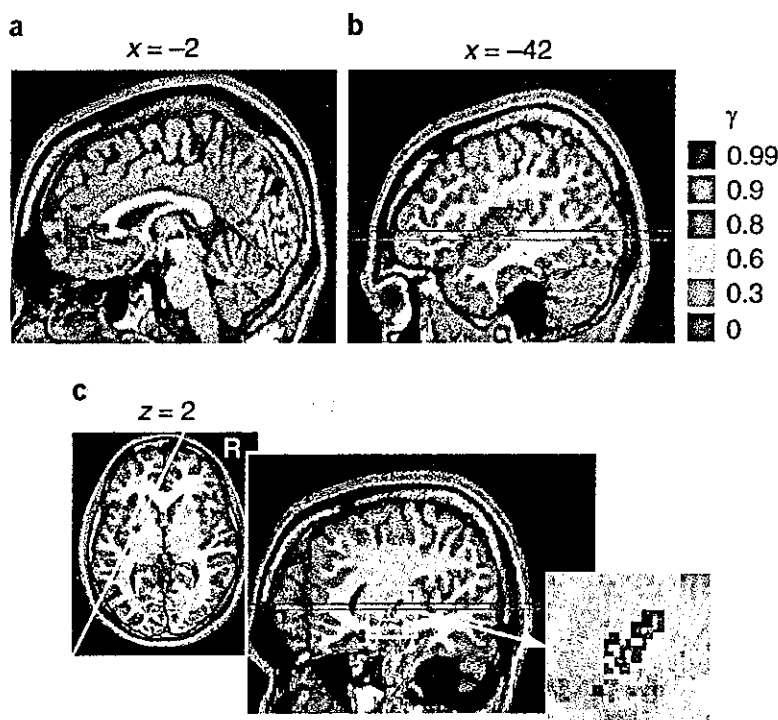 a
x = –2
b
x = –42
γ
0.99
0.9
0.8
0.6
0.3
0
c
z = 2
R